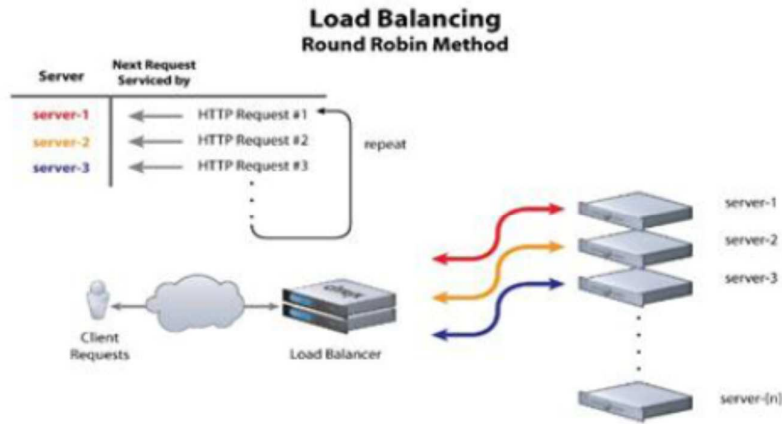 Load Balancing
Round Robin Method
Server
Next Request
Serviced by
server-1
HTTP Request #1
server-2
HTTP Request #2
server-3
HTTP Request #3
repeat
server-1
server-2
server-3
citrix
Client
Requests
Load Balancer
server-[n]